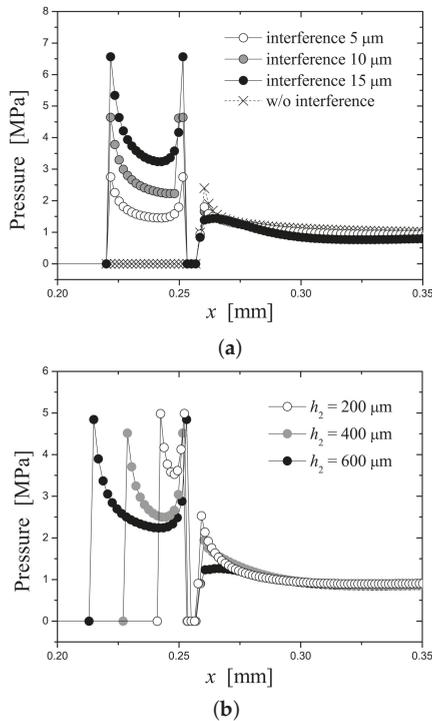 8
7
6
5
4
3
2
1
0
Pressure [MPa]
interference 5 μm
interference 10 μm
interference 15 μm
w/o interference
0.20 0.25 0.30 0.35
x [mm]
(a)
6
5
4
3
2
1
0
Pressure [MPa]
h₂ = 200 μm
h₂ = 400 μm
h₂ = 600 μm
0.20 0.25 0.30 0.35
x [mm]
(b)